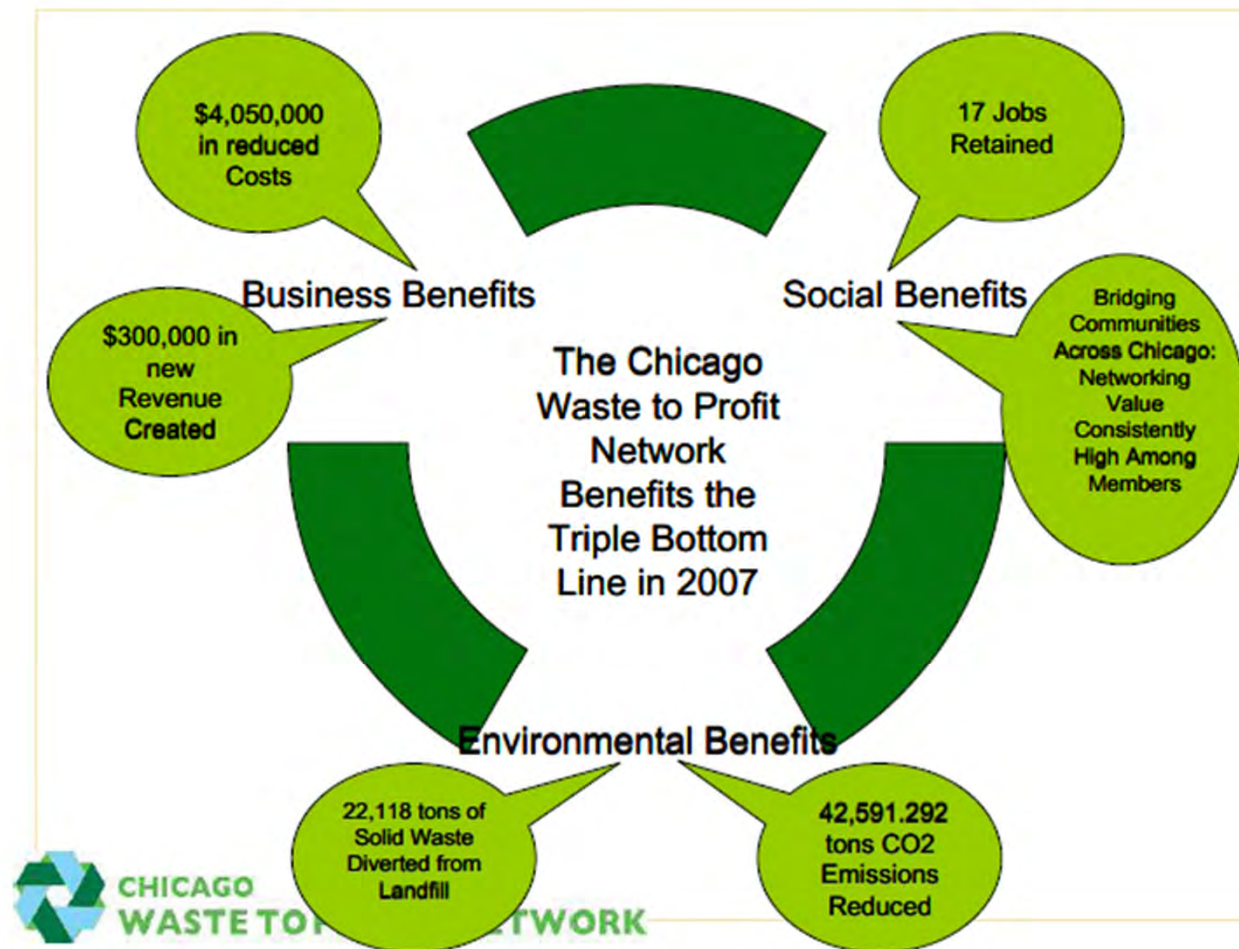 $4,050,000
in reduced
Costs
17 Jobs
Retained
Business Benefits
Social Benefits
$300,000 in
new
Revenue
Created
Bridging
Communities
Across Chicago:
Networking
Value
Consistently
High Among
Members
The Chicago
Waste to Profit
Network
Benefits the
Triple Bottom
Line in 2007
Environmental Benefits
22,118 tons of
Solid Waste
Diverted from
Landfill
42,591.292
tons CO2
Emissions
Reduced
CHICAGO
WASTE TO